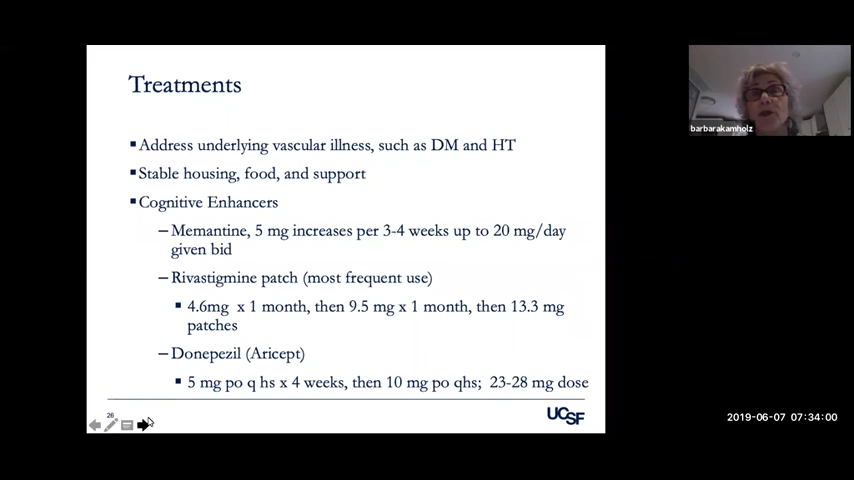 Treatments
▪Address underlying vascular illness, such as DM and HT
▪Stable housing, food, and support
▪Cognitive Enhancers
–Memantine, 5 mg increases per 3-4 weeks up to 20 mg/day
given bid
–Rivastigmine patch (most frequent use)
▪ 4.6mg x 1 month, then 9.5 mg x 1 month, then 13.3 mg
patches
–Donepezil (Aricept)
▪ 5 mg po q hs x 4 weeks, then 10 mg po qhs; 23-28 mg dose
26
UCSF
barbarakamholz
2019-06-07 07:34:00